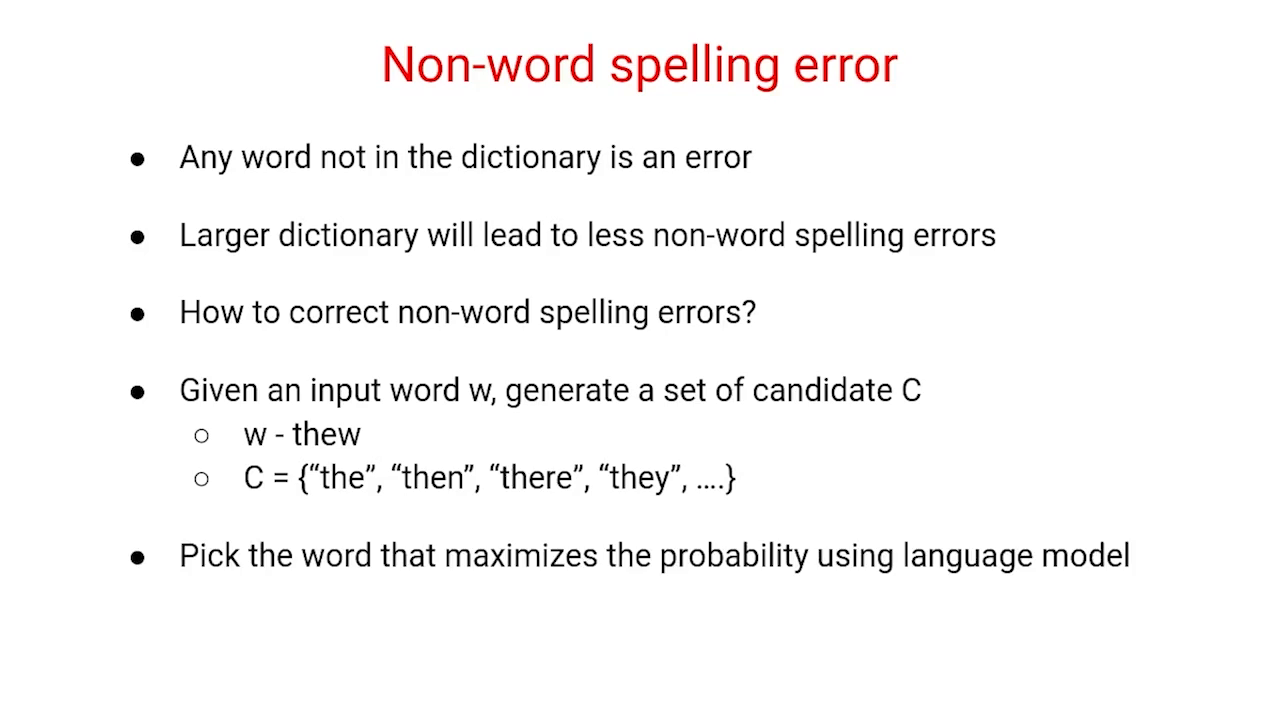 Non-word spelling error
● Any word not in the dictionary is an error
● Larger dictionary will lead to less non-word spelling errors
● How to correct non-word spelling errors?
● Given an input word w, generate a set of candidate C
○ w - thew
○ C = {“the”, “then”, “there”, “they”, ….}
● Pick the word that maximizes the probability using language model